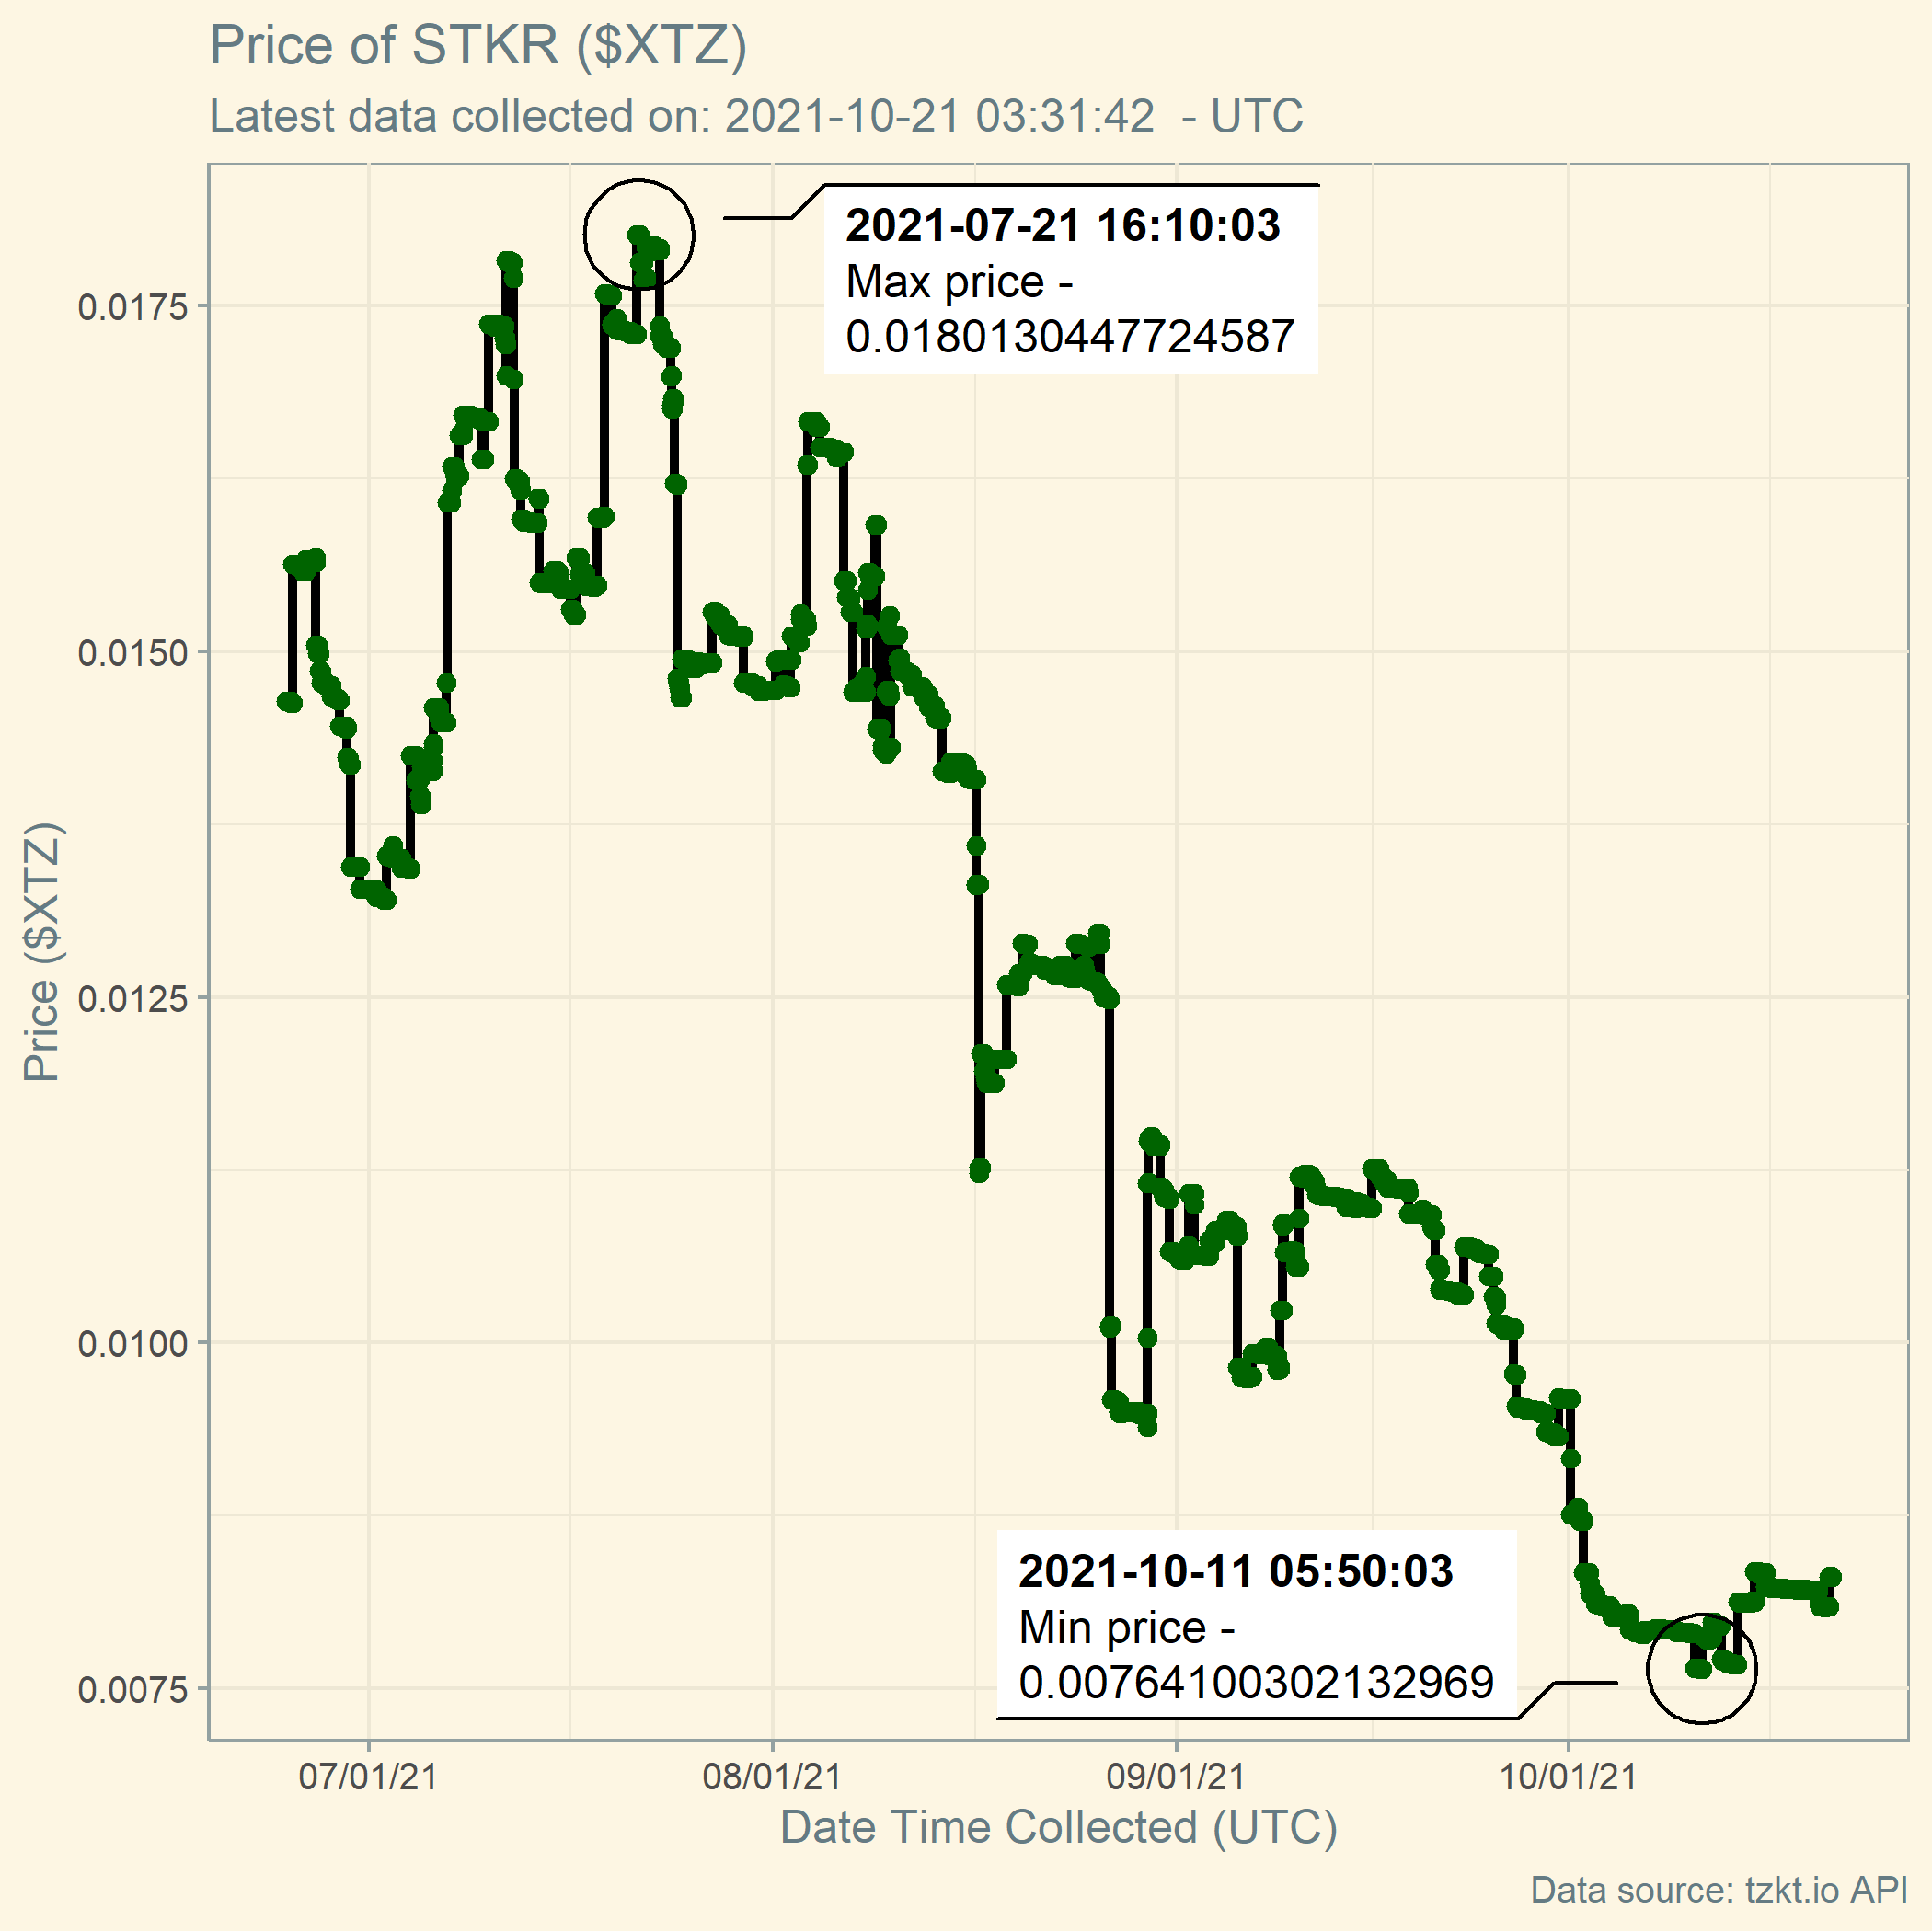 Price of STKR ($XTZ)
Latest data collected on: 2021-10-21 03:31:42  - UTC
2021-07-21 16:10:03
Max price -
0.0180130447724587
0.0175
0.0150
0.0125
0.0100
0.0075
Price ($XTZ)
2021-10-11 05:50:03
Min price -
0.00764100302132969
07/01/21
08/01/21
09/01/21
10/01/21
Date Time Collected (UTC)
Data source: tzkt.io API